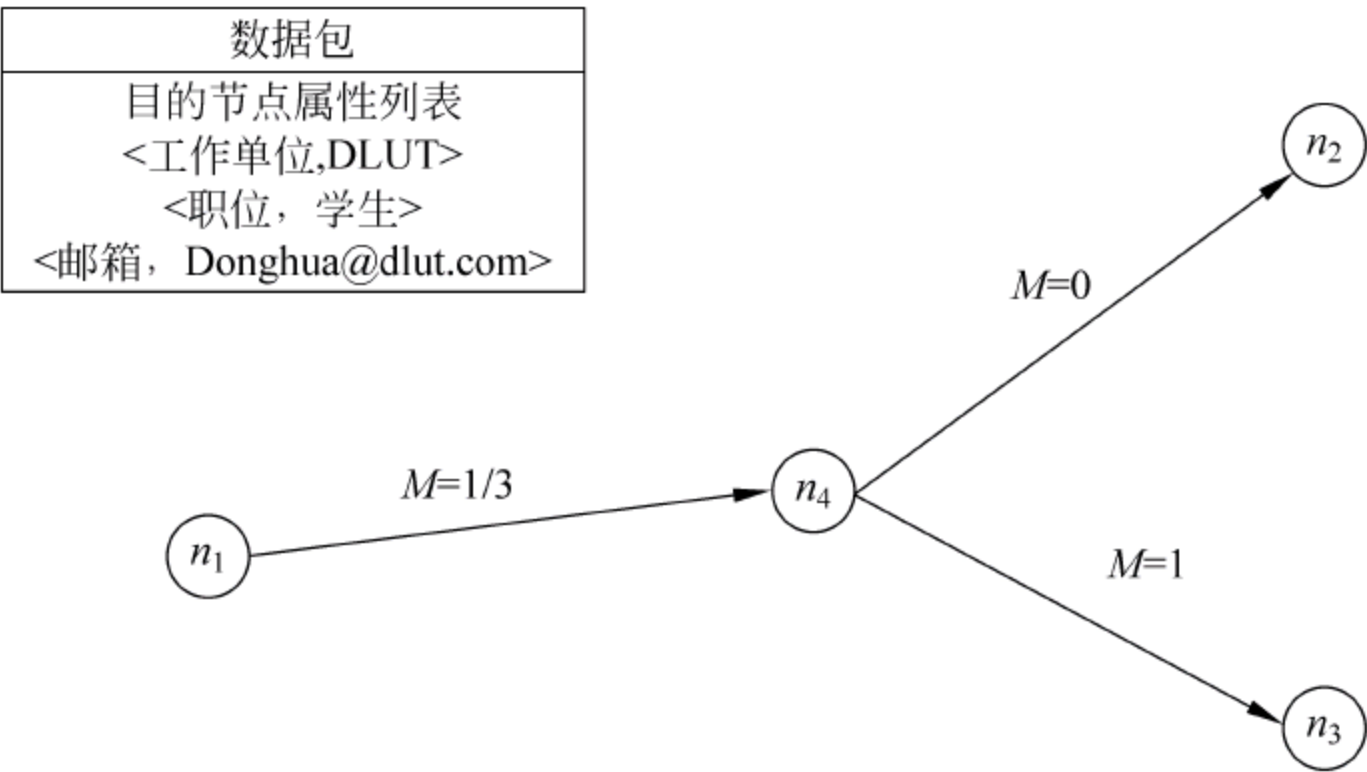 数据包
目的节点属性列表
<工作单位,DLUT>
<职位，学生>
<邮箱，Donghua@dlut.com>
n₂
M=0
M=1/3
n₄
n₁
M=1
n₃